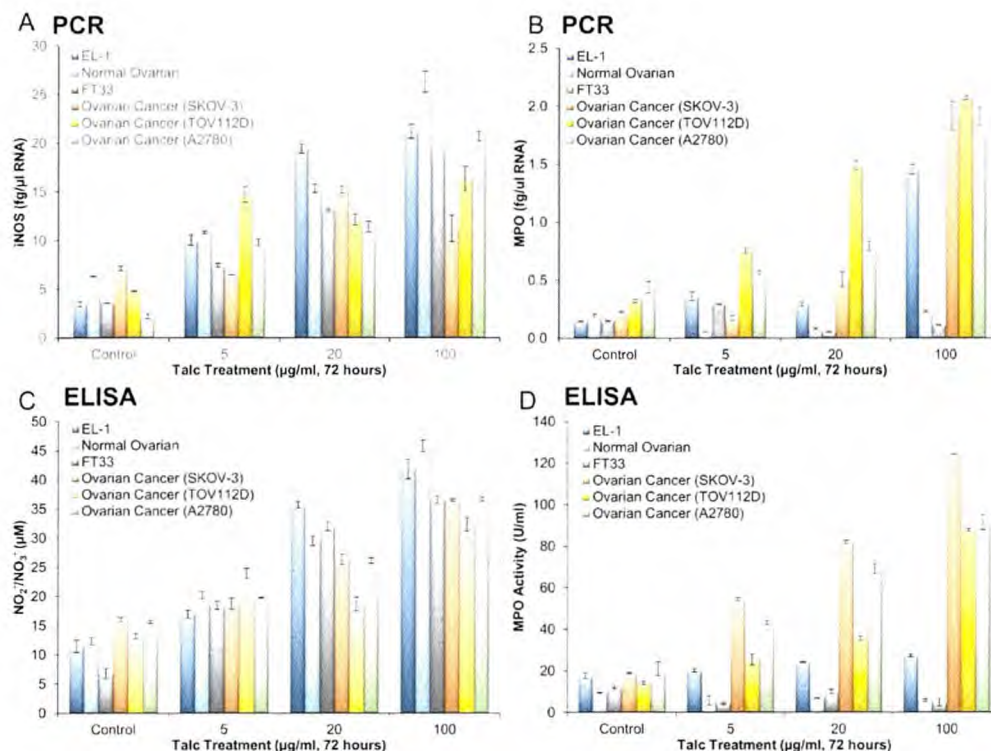 A PCR
30
25
20
15
10
5
0
iNOS (fg/µl RNA)
EL-1
Normal Ovarian
FT33
Ovarian Cancer (SKOV-3)
Ovarian Cancer (TOV112D)
Ovarian Cancer (A2780)
Control 5 20 100
Talc Treatment (µg/ml, 72 hours)
B PCR
2.5
2.0
1.5
1.0
0.5
0.0
MPO (fg/µl RNA)
EL-1
Normal Ovarian
FT33
Ovarian Cancer (SKOV-3)
Ovarian Cancer (TOV112D)
Ovarian Cancer (A2780)
Control 5 20 100
Talc Treatment (µg/ml, 72 hours)
C ELISA
50
45
40
35
30
25
20
15
10
5
0
NO₂⁻/NO₃⁻ (µM)
EL-1
Normal Ovarian
FT33
Ovarian Cancer (SKOV-3)
Ovarian Cancer (TOV112D)
Ovarian Cancer (A2780)
Control 5 20 100
Talc Treatment (µg/ml, 72 hours)
D ELISA
140
120
100
80
60
40
20
0
MPO Activity (U/ml)
EL-1
Normal Ovarian
FT33
Ovarian Cancer (SKOV-3)
Ovarian Cancer (TOV112D)
Ovarian Cancer (A2780)
Control 5 20 100
Talc Treatment (µg/ml, 72 hours)